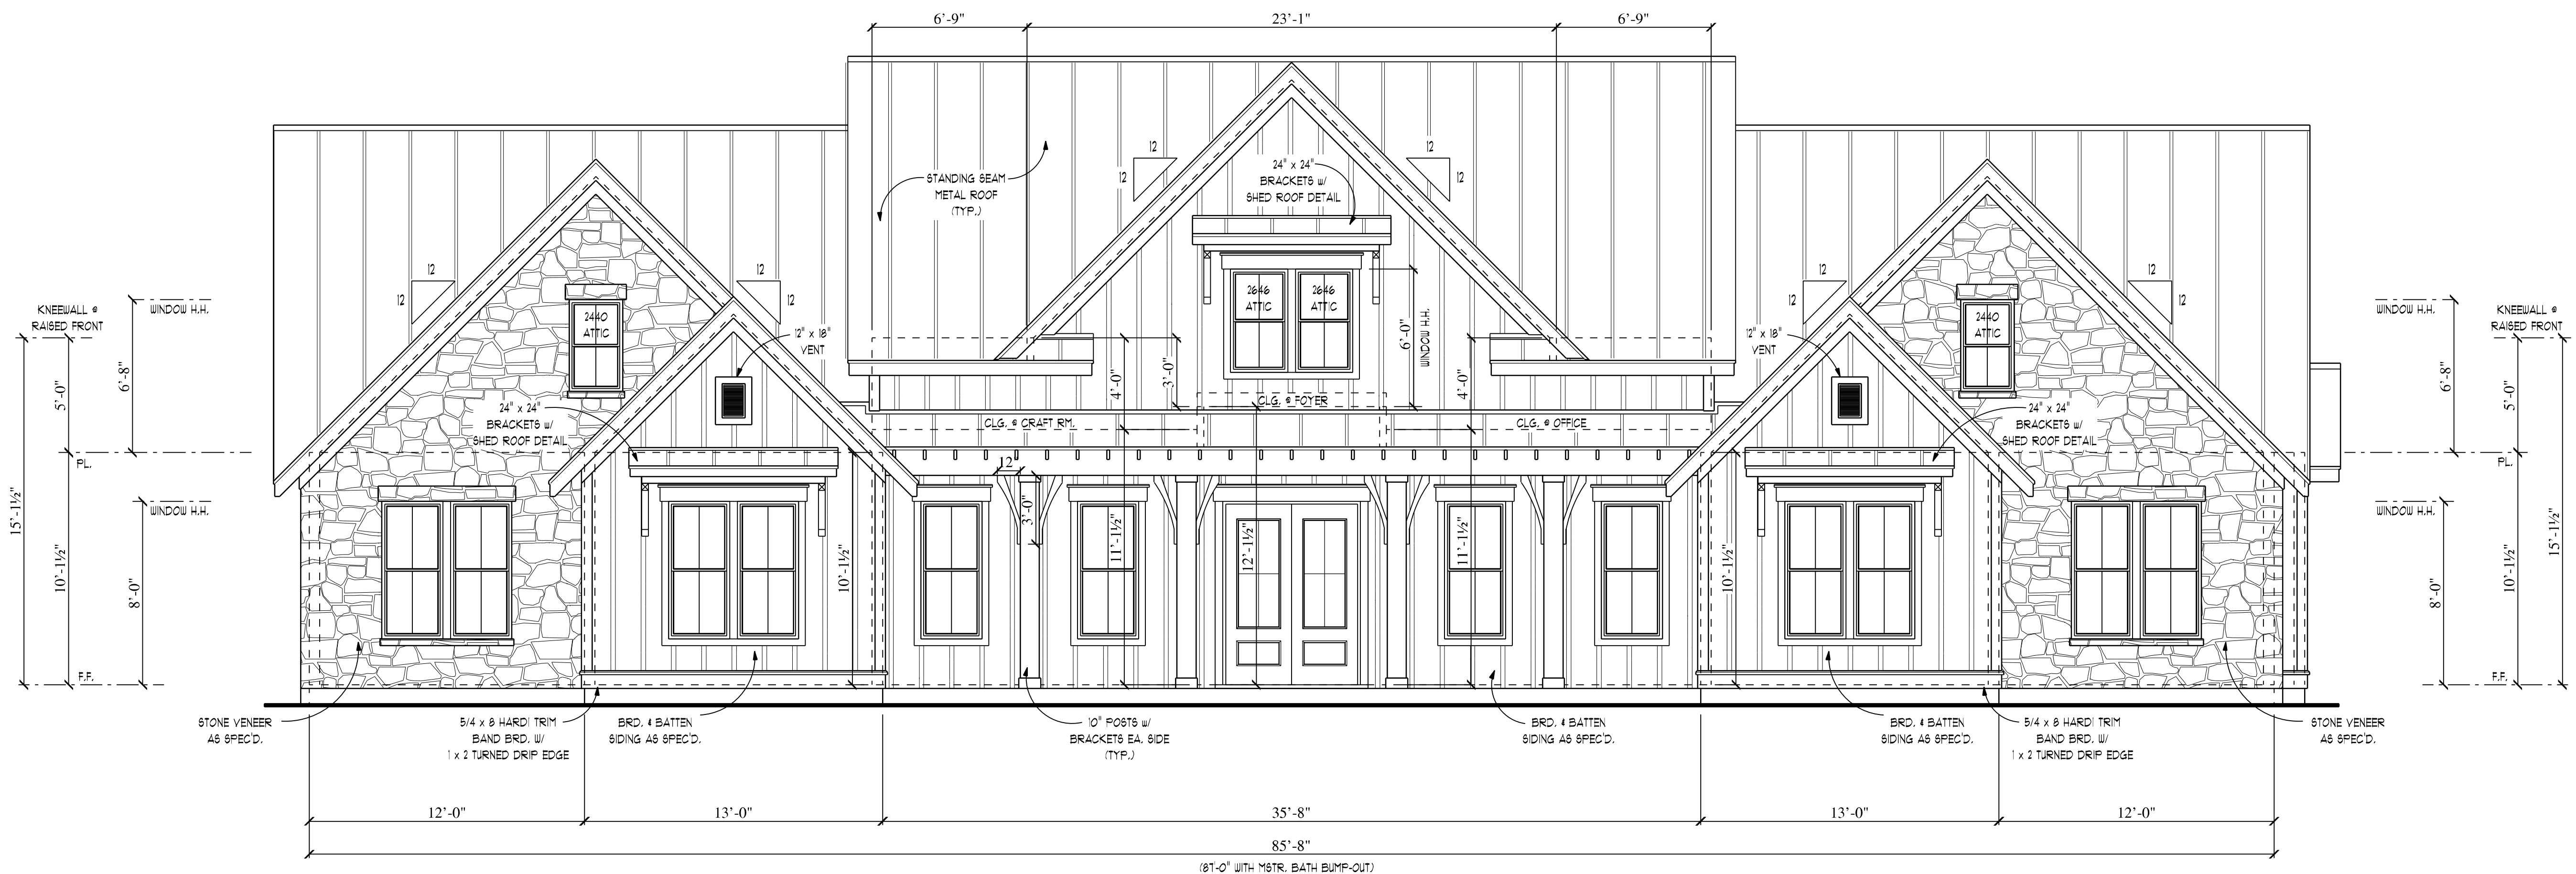 6'-9"
23'-1"
6'-9"
12
12
12
12
STANDING SEAM
METAL ROOF
(TYP.)
24" x 24"
BRACKETS w/
SHED ROOF DETAIL
12
12
12
12
12
12
12
12
KNEEWALL @
RAISED FRONT
WINDOW H.H.
2440
ATTIC
12" x 18"
VENT
2646
ATTIC
2646
ATTIC
6'-0"
WINDOW H.H.
12" x 18"
VENT
2440
ATTIC
WINDOW H.H.
KNEEWALL @
RAISED FRONT
15'-1½"
5'-0"
6'-8"
4'-0"
3'-0"
4'-0"
6'-8"
5'-0"
15'-1½"
24" x 24"
BRACKETS w/
SHED ROOF DETAIL
CLG. @ FOYER
CLG. @ CRAFT RM.
CLG. @ OFFICE
24" x 24"
BRACKETS w/
SHED ROOF DETAIL
PL.
PL.
12
3'-0"
WINDOW H.H.
WINDOW H.H.
10'-1½"
8'-0"
10'-1½"
11'-1½"
12'-1½"
11'-1½"
10'-1½"
8'-0"
10'-1½"
F.F.
F.F.
STONE VENEER
AS SPEC'D.
5/4 x 8 HARDI TRIM
BAND BRD. W/
1 x 2 TURNED DRIP EDGE
BRD. & BATTEN
SIDING AS SPEC'D.
10" POSTS w/
BRACKETS EA. SIDE
(TYP.)
BRD. & BATTEN
SIDING AS SPEC'D.
BRD. & BATTEN
SIDING AS SPEC'D.
5/4 x 8 HARDI TRIM
BAND BRD. W/
1 x 2 TURNED DRIP EDGE
STONE VENEER
AS SPEC'D.
12'-0"
13'-0"
35'-8"
13'-0"
12'-0"
85'-8"
(87'-0" WITH MSTR. BATH BUMP-OUT)